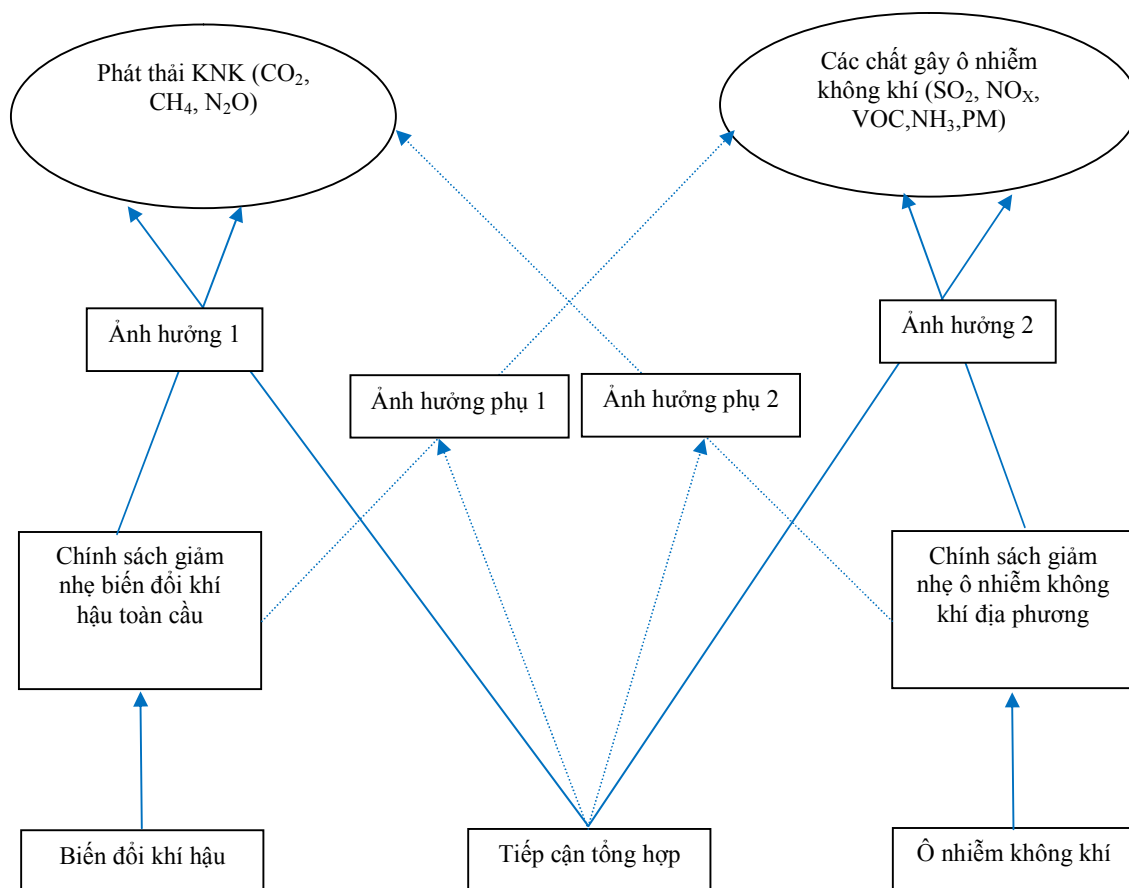 Phát thải KNK (CO₂,
CH₄, N₂O)
Các chất gây ô nhiễm
không khí (SO₂, NOₓ,
VOC,NH₃,PM)
Ảnh hưởng 1
Ảnh hưởng 2
Ảnh hưởng phụ 1
Ảnh hưởng phụ 2
Chính sách giảm
nhẹ biến đổi khí
hậu toàn cầu
Chính sách giảm
nhẹ ô nhiễm không
khí địa phương
Biến đổi khí hậu
Tiếp cận tổng hợp
Ô nhiễm không khí